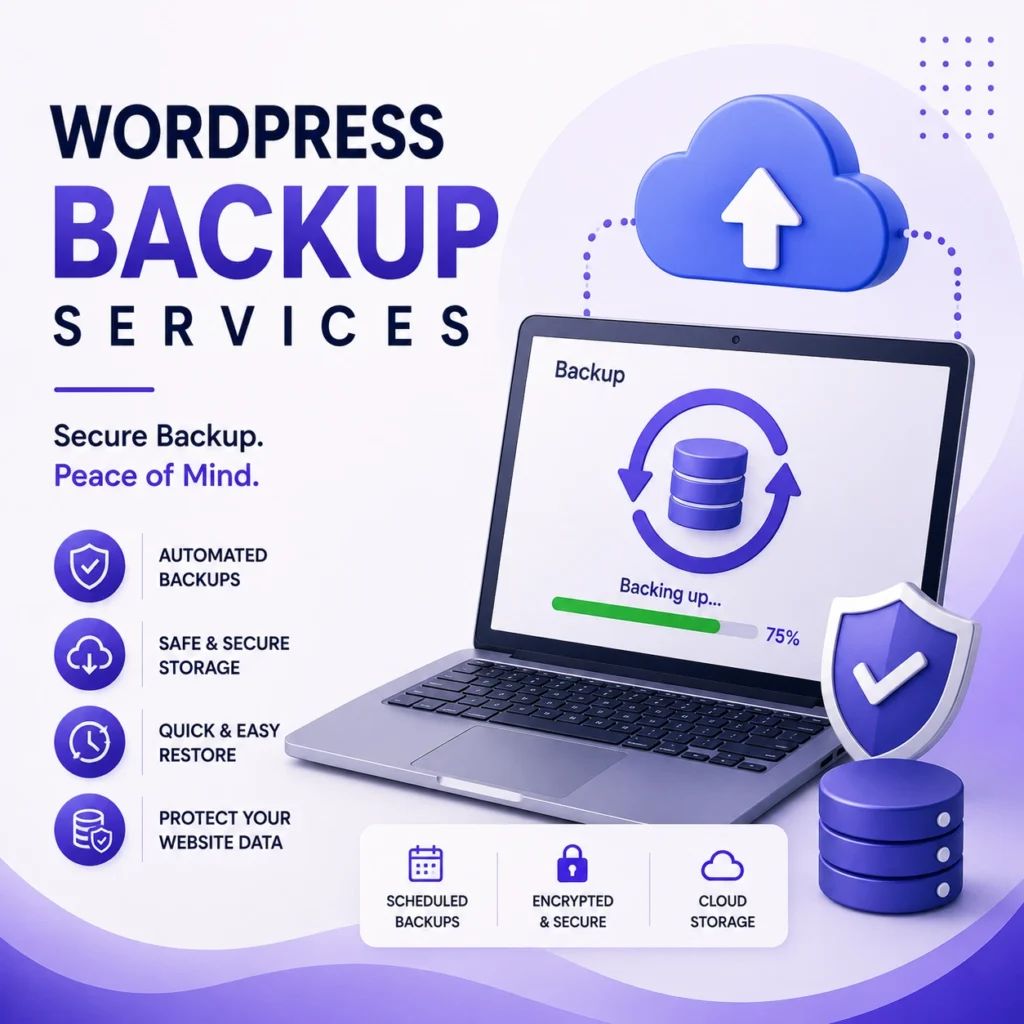 WORDPRESS
BACKUP
SERVICES
Secure Backup.
Peace of Mind.
AUTOMATED
BACKUPS
SAFE & SECURE
STORAGE
QUICK & EASY
RESTORE
PROTECT YOUR
WEBSITE DATA
Backup
Backing up...
75%
SCHEDULED
BACKUPS
ENCRYPTED
& SECURE
CLOUD
STORAGE